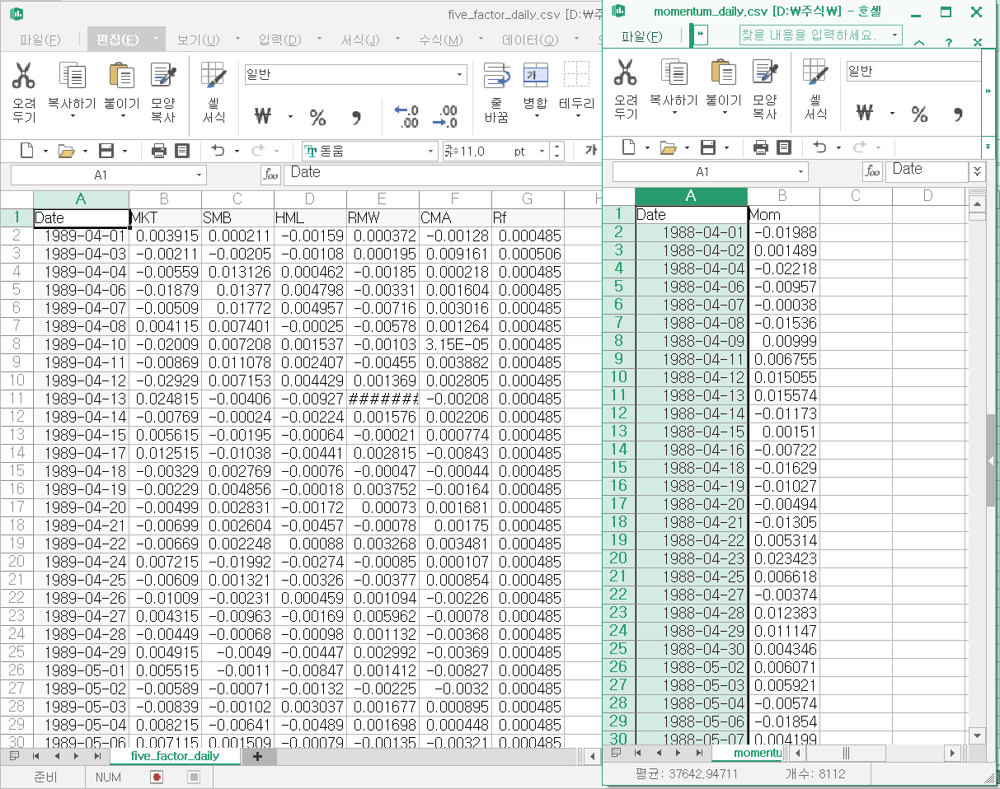 five_factor_daily.csv [D:₩주
파일(F) 편집(E) 보기(U) 입력(D) 서식(J) 수식(M) 데이터(Q)
오려 두기 복사하기 붙이기 모양 복사 셀 서식 일반 ₩ % , ←.0 .00 .00 →.0 줄 바꿈 가 병합 테두리
돋움 11.0 pt 가
A1 Date
A B C D E F G H
1 Date MKT SMB HML RMW CMA Rf
2 1989-04-01 0.003915 0.000211 -0.00159 0.000372 -0.00128 0.000485
3 1989-04-03 -0.00211 -0.00205 -0.00108 0.000195 0.009161 0.000506
4 1989-04-04 -0.00559 0.013126 0.000462 -0.00185 0.000218 0.000485
5 1989-04-06 -0.01879 0.01377 0.004798 -0.00331 0.001604 0.000485
6 1989-04-07 -0.00509 0.01772 0.004957 -0.00716 0.003016 0.000485
7 1989-04-08 0.004115 0.007401 -0.00025 -0.00578 0.001264 0.000485
8 1989-04-10 -0.02009 0.007208 0.001537 -0.00103 3.15E-05 0.000485
9 1989-04-11 -0.00869 0.011078 0.002407 -0.00455 0.003882 0.000485
10 1989-04-12 -0.02929 0.007153 0.004429 0.001369 0.002805 0.000485
11 1989-04-13 0.024815 -0.00406 -0.00927 ####### -0.00208 0.000485
12 1989-04-14 -0.00769 -0.00024 -0.00224 0.001576 0.002206 0.000485
13 1989-04-15 0.005615 -0.00195 -0.00064 -0.00021 0.000774 0.000485
14 1989-04-17 0.012515 -0.01038 -0.00441 0.002815 -0.00843 0.000485
15 1989-04-18 -0.00329 0.002769 -0.00076 -0.00047 -0.00044 0.000485
16 1989-04-19 -0.00229 0.004856 -0.00018 0.003752 -0.00164 0.000485
17 1989-04-20 -0.00499 0.002831 -0.00172 0.00073 0.001681 0.000485
18 1989-04-21 -0.00699 0.002604 -0.00457 -0.00078 0.00175 0.000485
19 1989-04-22 -0.00669 0.002248 0.00088 0.003268 0.003481 0.000485
20 1989-04-24 0.007215 -0.01992 -0.00274 -0.00085 0.000107 0.000485
21 1989-04-25 -0.00609 0.001321 -0.00326 -0.00377 0.000854 0.000485
22 1989-04-26 -0.01009 -0.00231 0.000459 0.001094 -0.00226 0.000485
23 1989-04-27 0.004315 -0.00963 -0.00169 0.005962 -0.00078 0.000485
24 1989-04-28 -0.00449 -0.00068 -0.00098 0.001132 -0.00368 0.000485
25 1989-04-29 0.004915 -0.0049 -0.00447 0.002992 -0.00369 0.000485
26 1989-05-01 0.005515 -0.0011 -0.00847 0.001412 -0.00827 0.000485
27 1989-05-02 -0.00589 -0.00071 -0.00132 -0.00225 -0.0032 0.000485
28 1989-05-03 -0.00839 -0.00102 0.003037 0.001677 0.000895 0.000485
29 1989-05-04 0.008215 -0.00641 -0.00489 0.001698 0.000448 0.000485
30 1989-05-06 0.007115 0.001509 -0.00079 -0.00135 -0.00321 0.000485
five_factor_daily
준비 NUM
momentum_daily.csv [D:₩주식₩] - 호셀
파일(F) 찾을 내용을 입력하세요. ?
오려 두기 복사하기 붙이기 모양 복사 셀 서식 일반 ₩ % ,
A1 Date
A B C D
1 Date Mom
2 1988-04-01 -0.01988
3 1988-04-02 0.001489
4 1988-04-04 -0.02218
5 1988-04-06 -0.00957
6 1988-04-07 -0.00038
7 1988-04-08 -0.01536
8 1988-04-09 0.00999
9 1988-04-11 0.006755
10 1988-04-12 0.015055
11 1988-04-13 0.015574
12 1988-04-14 -0.01173
13 1988-04-15 0.00151
14 1988-04-16 -0.00722
15 1988-04-18 -0.01629
16 1988-04-19 -0.01027
17 1988-04-20 -0.00494
18 1988-04-21 -0.01305
19 1988-04-22 0.005314
20 1988-04-23 0.023423
21 1988-04-25 0.006618
22 1988-04-27 -0.00374
23 1988-04-28 0.012383
24 1988-04-29 0.011147
25 1988-04-30 0.004346
26 1988-05-02 0.006071
27 1988-05-03 0.005921
28 1988-05-04 -0.00574
29 1988-05-06 -0.01854
30 1988-05-07 0.004199
momentu
평균: 37642.94711 개수: 8112